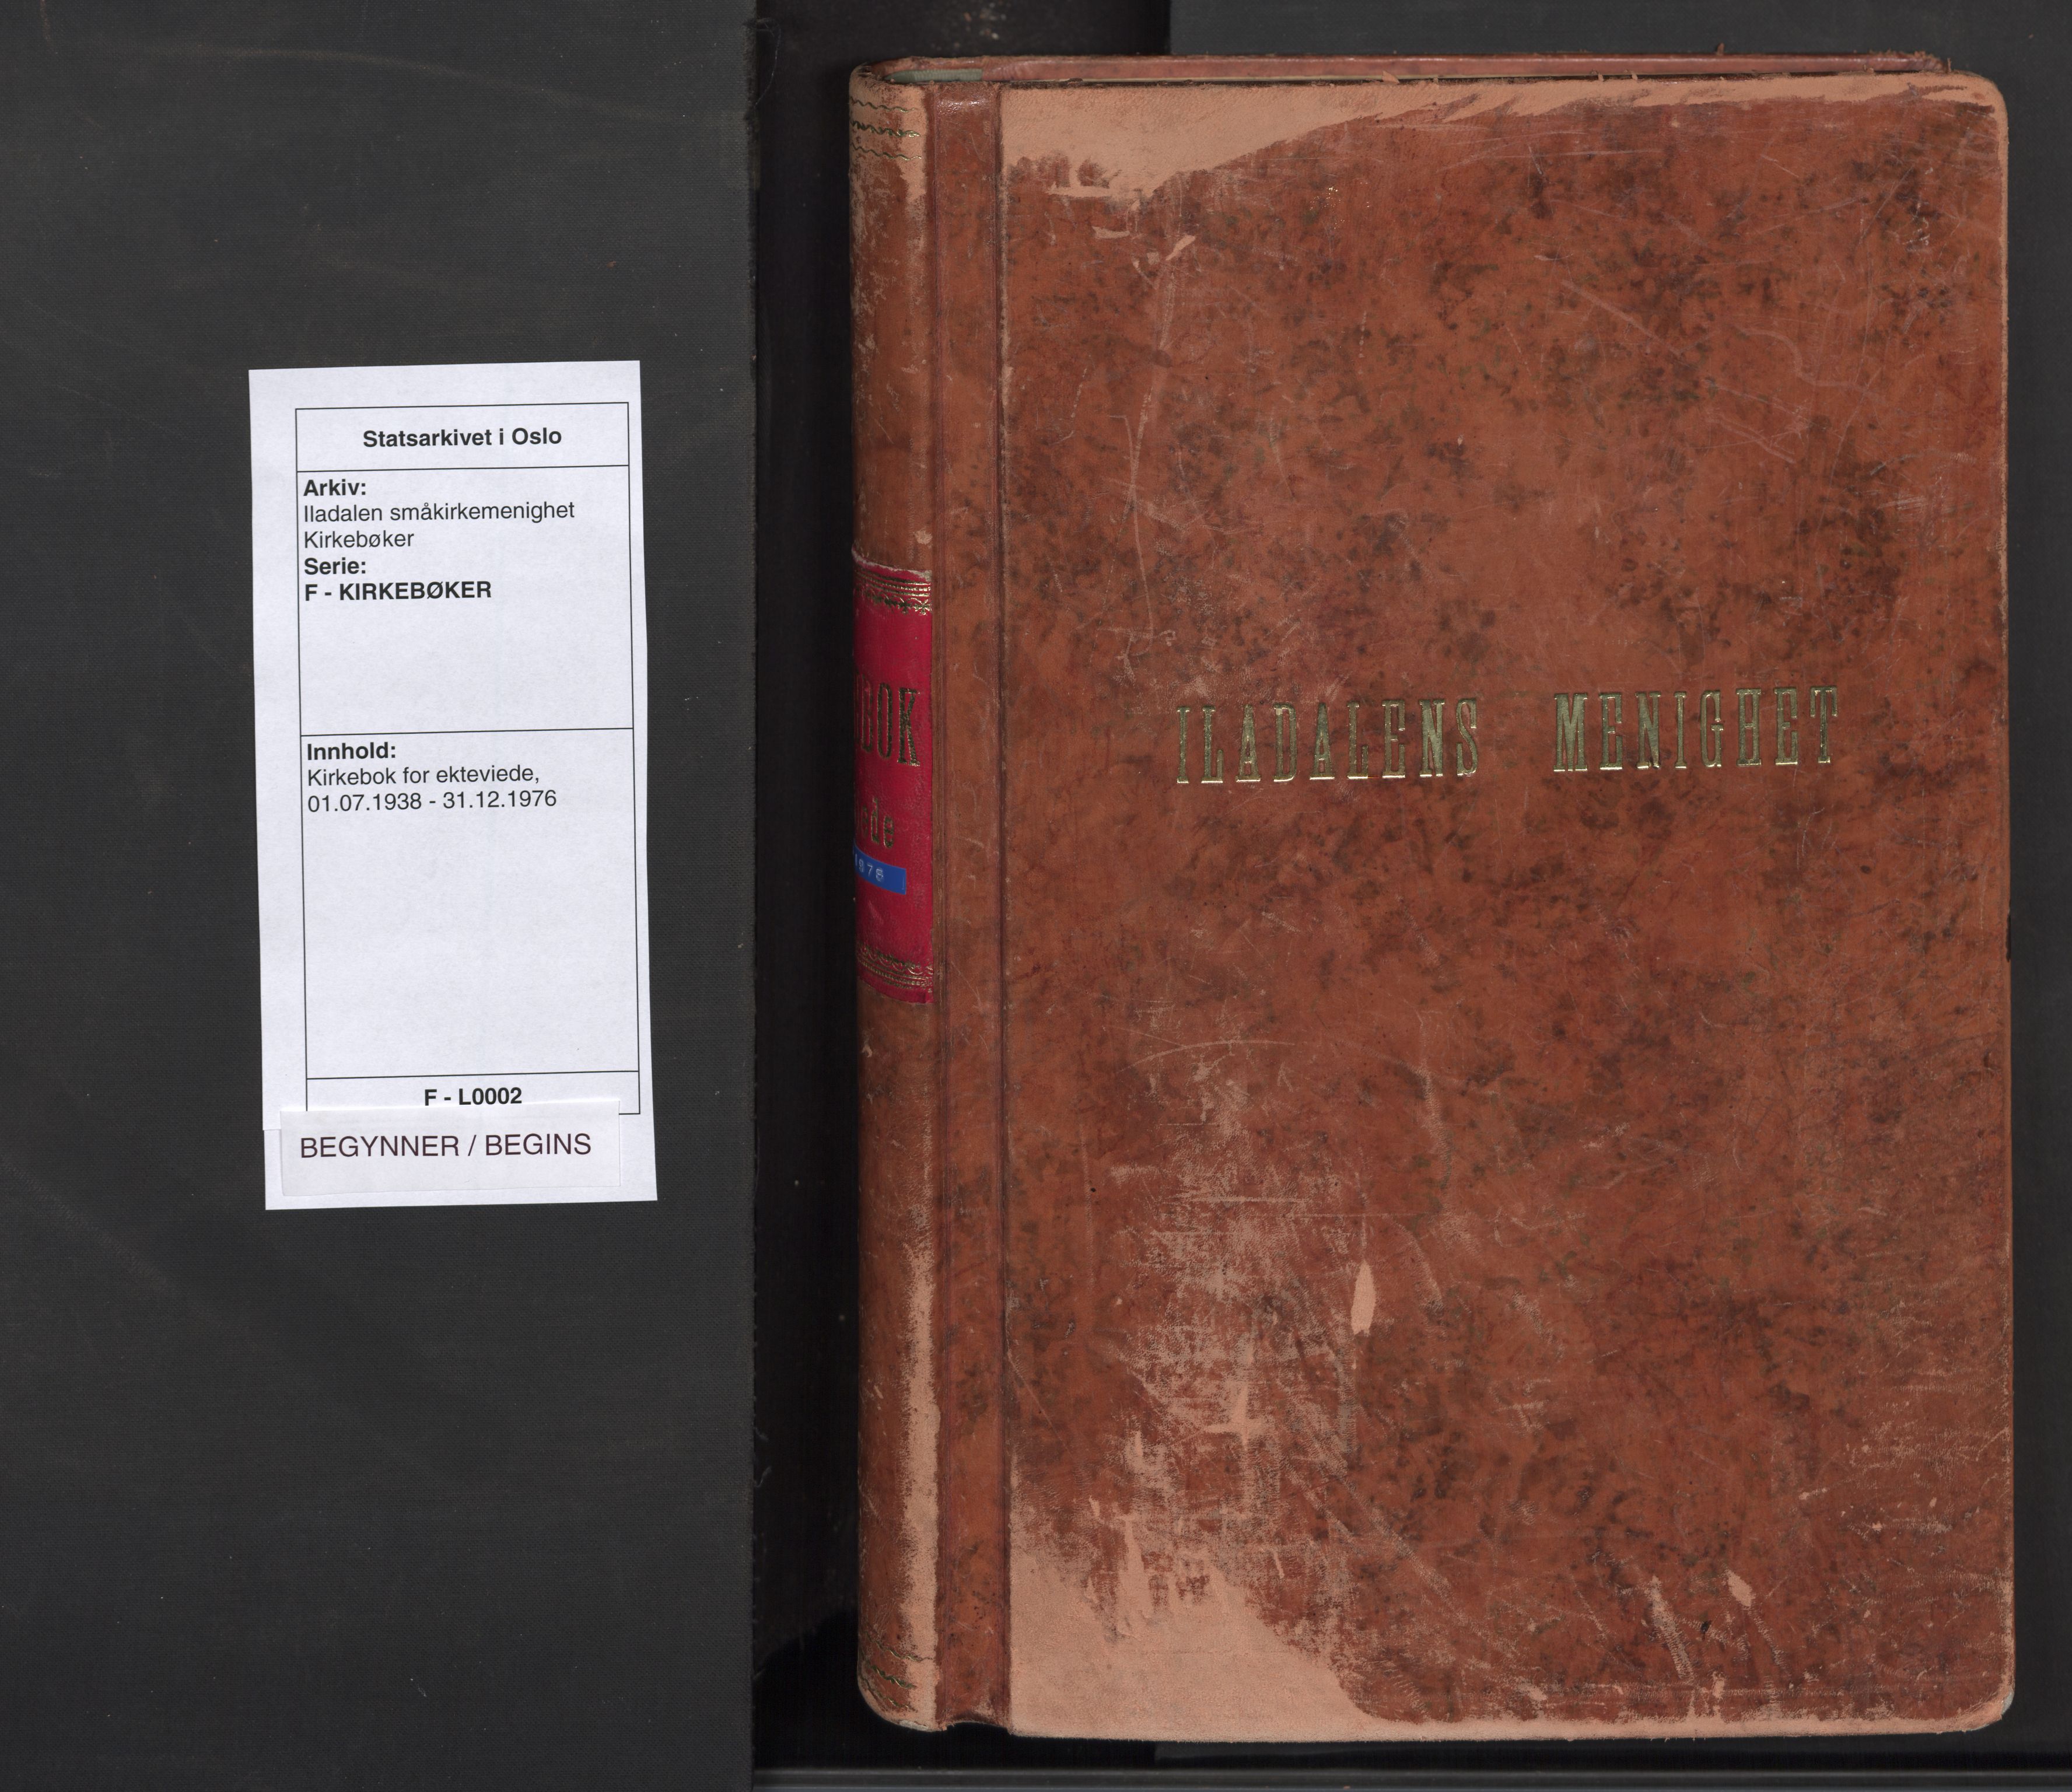 Statsarkivet i Oslo
Arkiv:
Iladalen småkirkemenighet
Kirkebøker
Serie:
F - KIRKEBØKER
Innhold:
Kirkebok for ekteviede,
01.07.1938 - 31.12.1976
F - L0002
BEGYNNER / BEGINS
ILADALENS MENIGHET